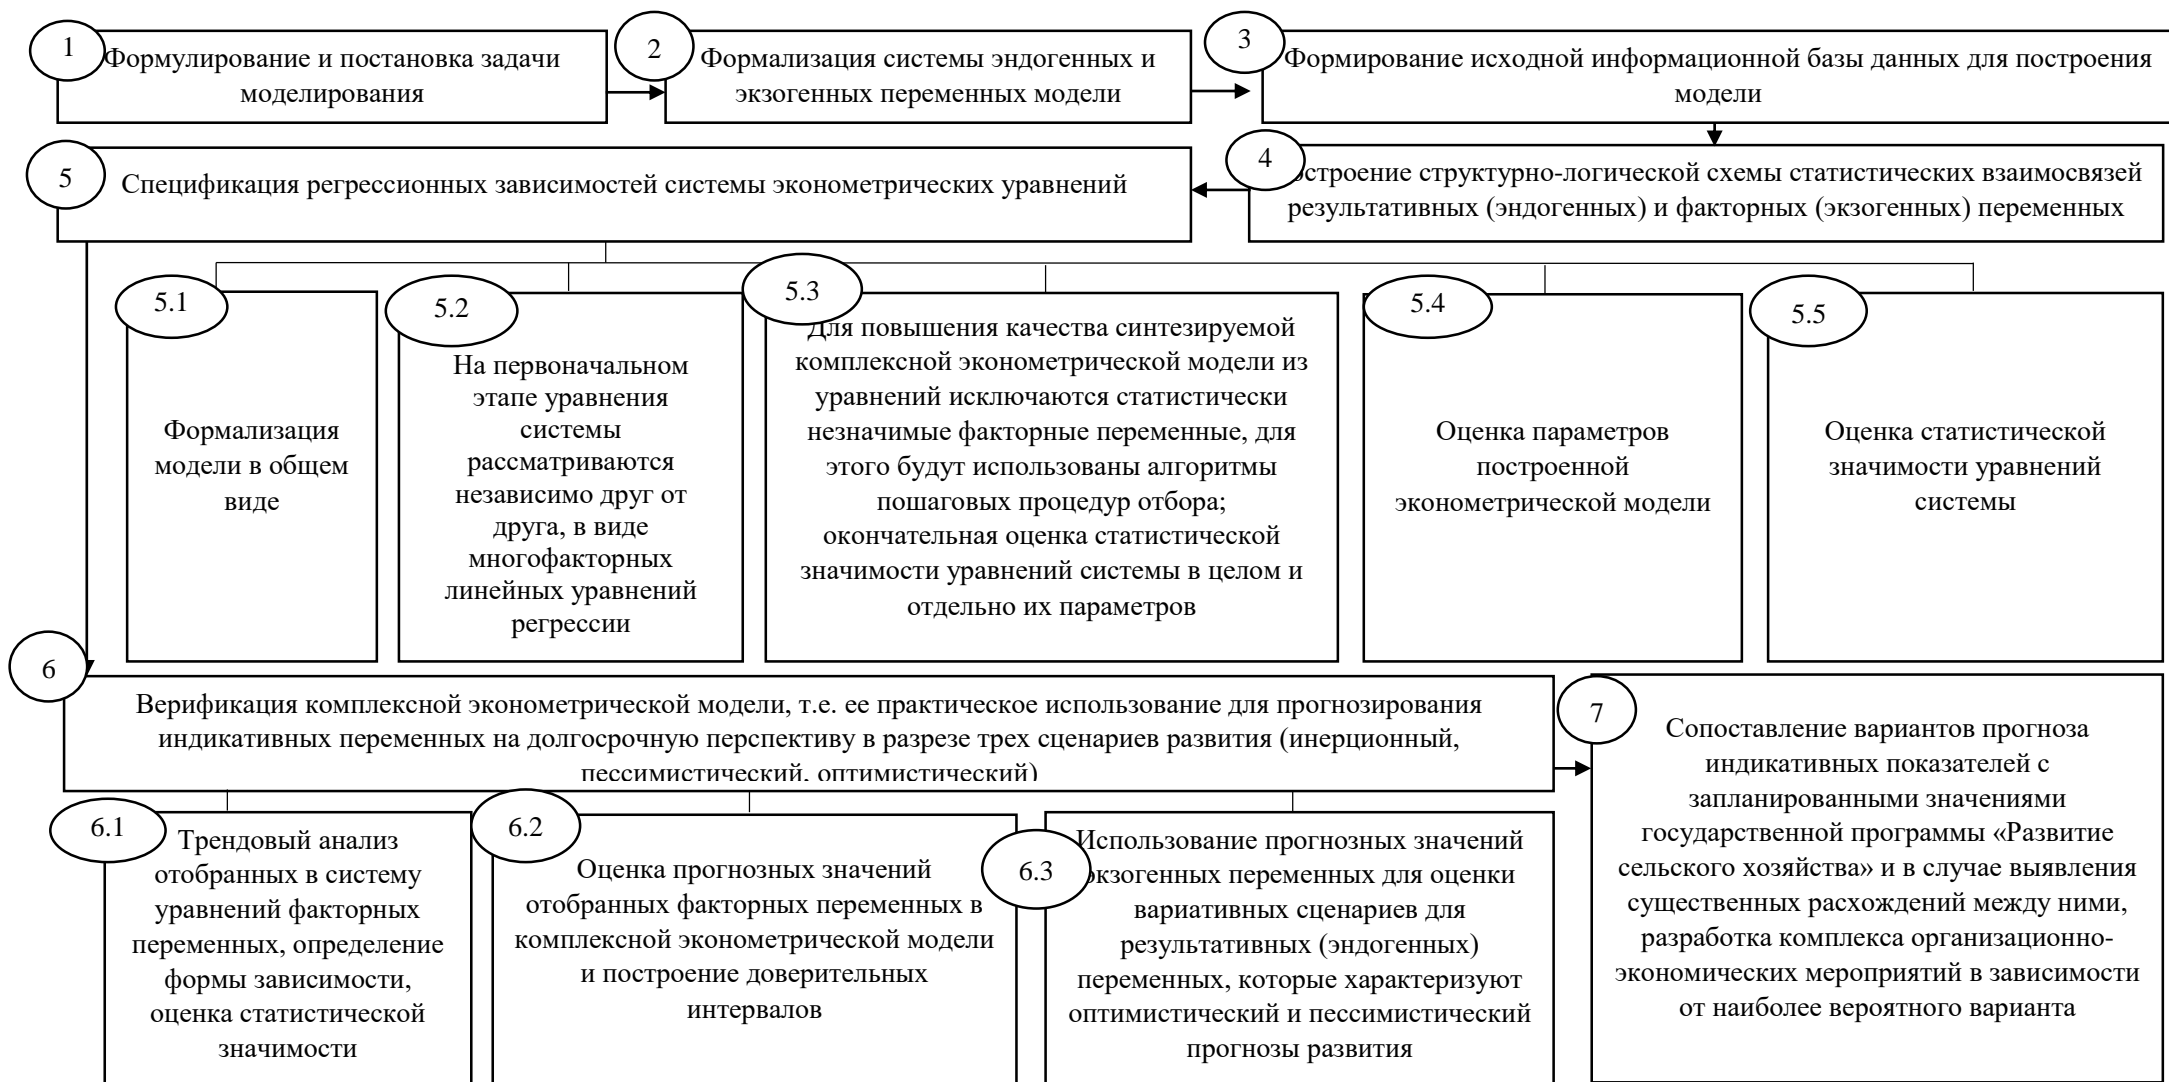 1
Формулирование и постановка задачи
моделирования
2
Формализация системы эндогенных и
экзогенных переменных модели
3
Формирование исходной информационной базы данных для построения
модели
4
остроение структурно-логической схемы статистических взаимосвязей
результативных (эндогенных) и факторных (экзогенных) переменных
5
Спецификация регрессионных зависимостей системы эконометрических уравнений
5.1
Формализация
модели в общем
виде
5.2
На первоначальном
этапе уравнения
системы
рассматриваются
независимо друг от
друга, в виде
многофакторных
линейных уравнений
регрессии
5.3
Для повышения качества синтезируемой
комплексной эконометрической модели из
уравнений исключаются статистически
незначимые факторные переменные, для
этого будут использованы алгоритмы
пошаговых процедур отбора;
окончательная оценка статистической
значимости уравнений системы в целом и
отдельно их параметров
5.4
Оценка параметров
построенной
эконометрической модели
5.5
Оценка статистической
значимости уравнений
системы
6
Верификация комплексной эконометрической модели, т.е. ее практическое использование для прогнозирования
индикативных переменных на долгосрочную перспективу в разрезе трех сценариев развития (инерционный,
пессимистический, оптимистический)
6.1
Трендовый анализ
отобранных в систему
уравнений факторных
переменных, определение
формы зависимости,
оценка статистической
значимости
6.2
Оценка прогнозных значений
отобранных факторных переменных в
комплексной эконометрической модели
и построение доверительных
интервалов
6.3
Использование прогнозных значений
экзогенных переменных для оценки
вариативных сценариев для
результативных (эндогенных)
переменных, которые характеризуют
оптимистический и пессимистический
прогнозы развития
7
Сопоставление вариантов прогноза
индикативных показателей с
запланированными значениями
государственной программы «Развитие
сельского хозяйства» и в случае выявления
существенных расхождений между ними,
разработка комплекса организационно-
экономических мероприятий в зависимости
от наиболее вероятного варианта